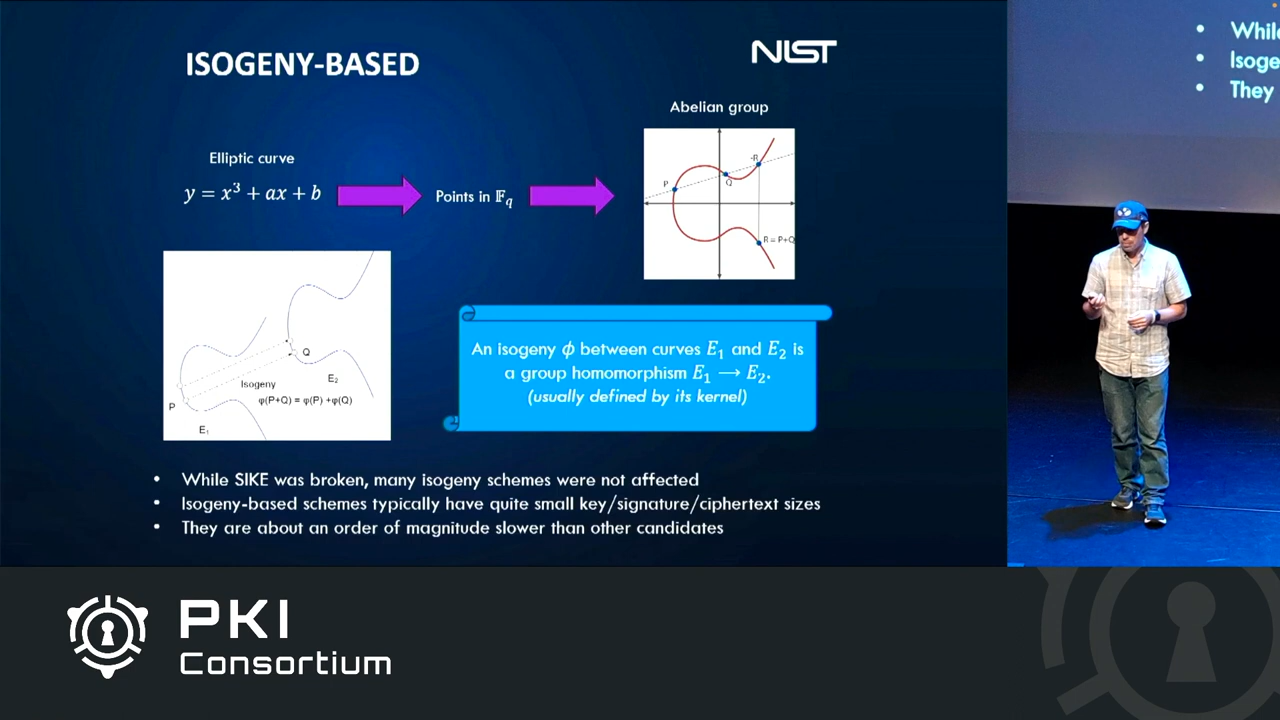 ISOGENY-BASED
NIST
Abelian group
Elliptic curve
y = x³ + ax + b
Points in 𝔽q
-R
P
Q
R = P+Q
Q
E₂
Isogeny
φ(P+Q) = φ(P) +φ(Q)
P
E₁
An isogeny ϕ between curves E₁ and E₂ is
a group homomorphism E₁ ⟶ E₂.
(usually defined by its kernel)
• While SIKE was broken, many isogeny schemes were not affected
• Isogeny-based schemes typically have quite small key/signature/ciphertext sizes
• They are about an order of magnitude slower than other candidates
• While
• Isoge
• They
PKI
Consortium